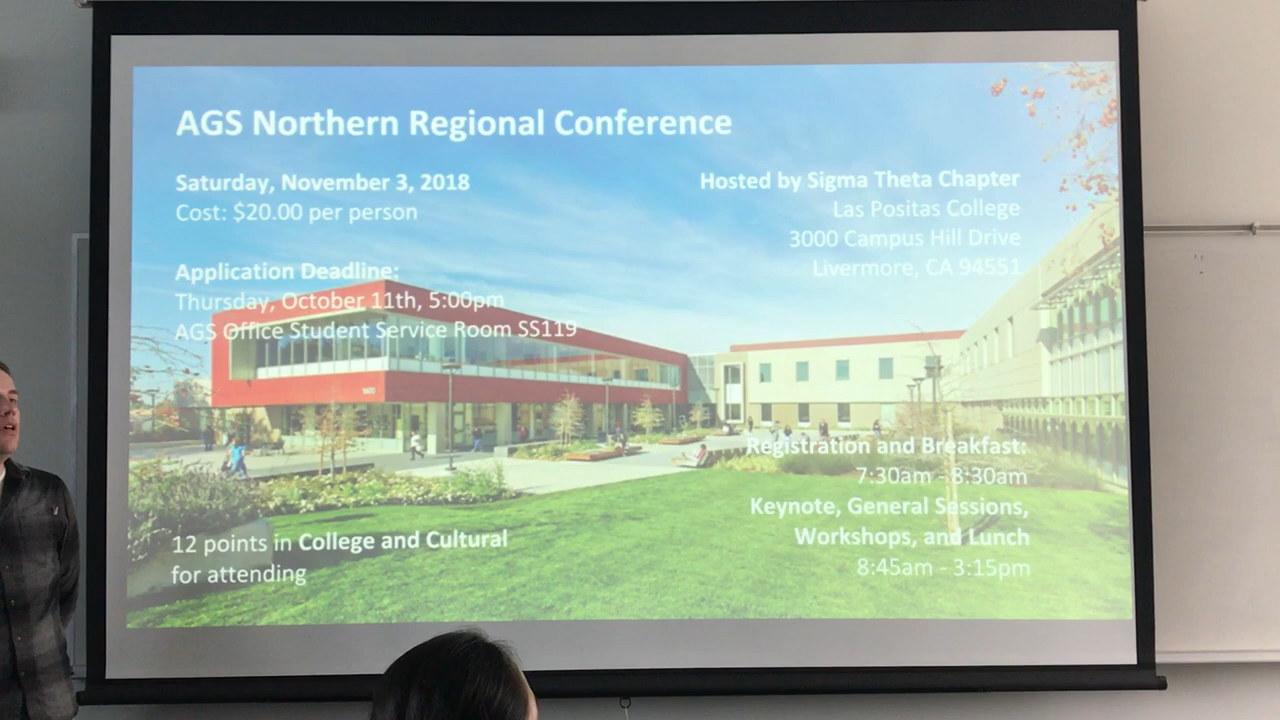 AGS Northern Regional Conference
Saturday, November 3, 2018
Cost: $20.00 per person
Application Deadline:
Thursday, October 11th, 5:00pm
AGS Office Student Service Room SS119
Hosted by Sigma Theta Chapter
Las Positas College
3000 Campus Hill Drive
Livermore, CA 94551
12 points in College and Cultural
for attending
Registration and Breakfast:
7:30am - 8:30am
Keynote, General Sessions,
Workshops, and Lunch
8:45am - 3:15pm